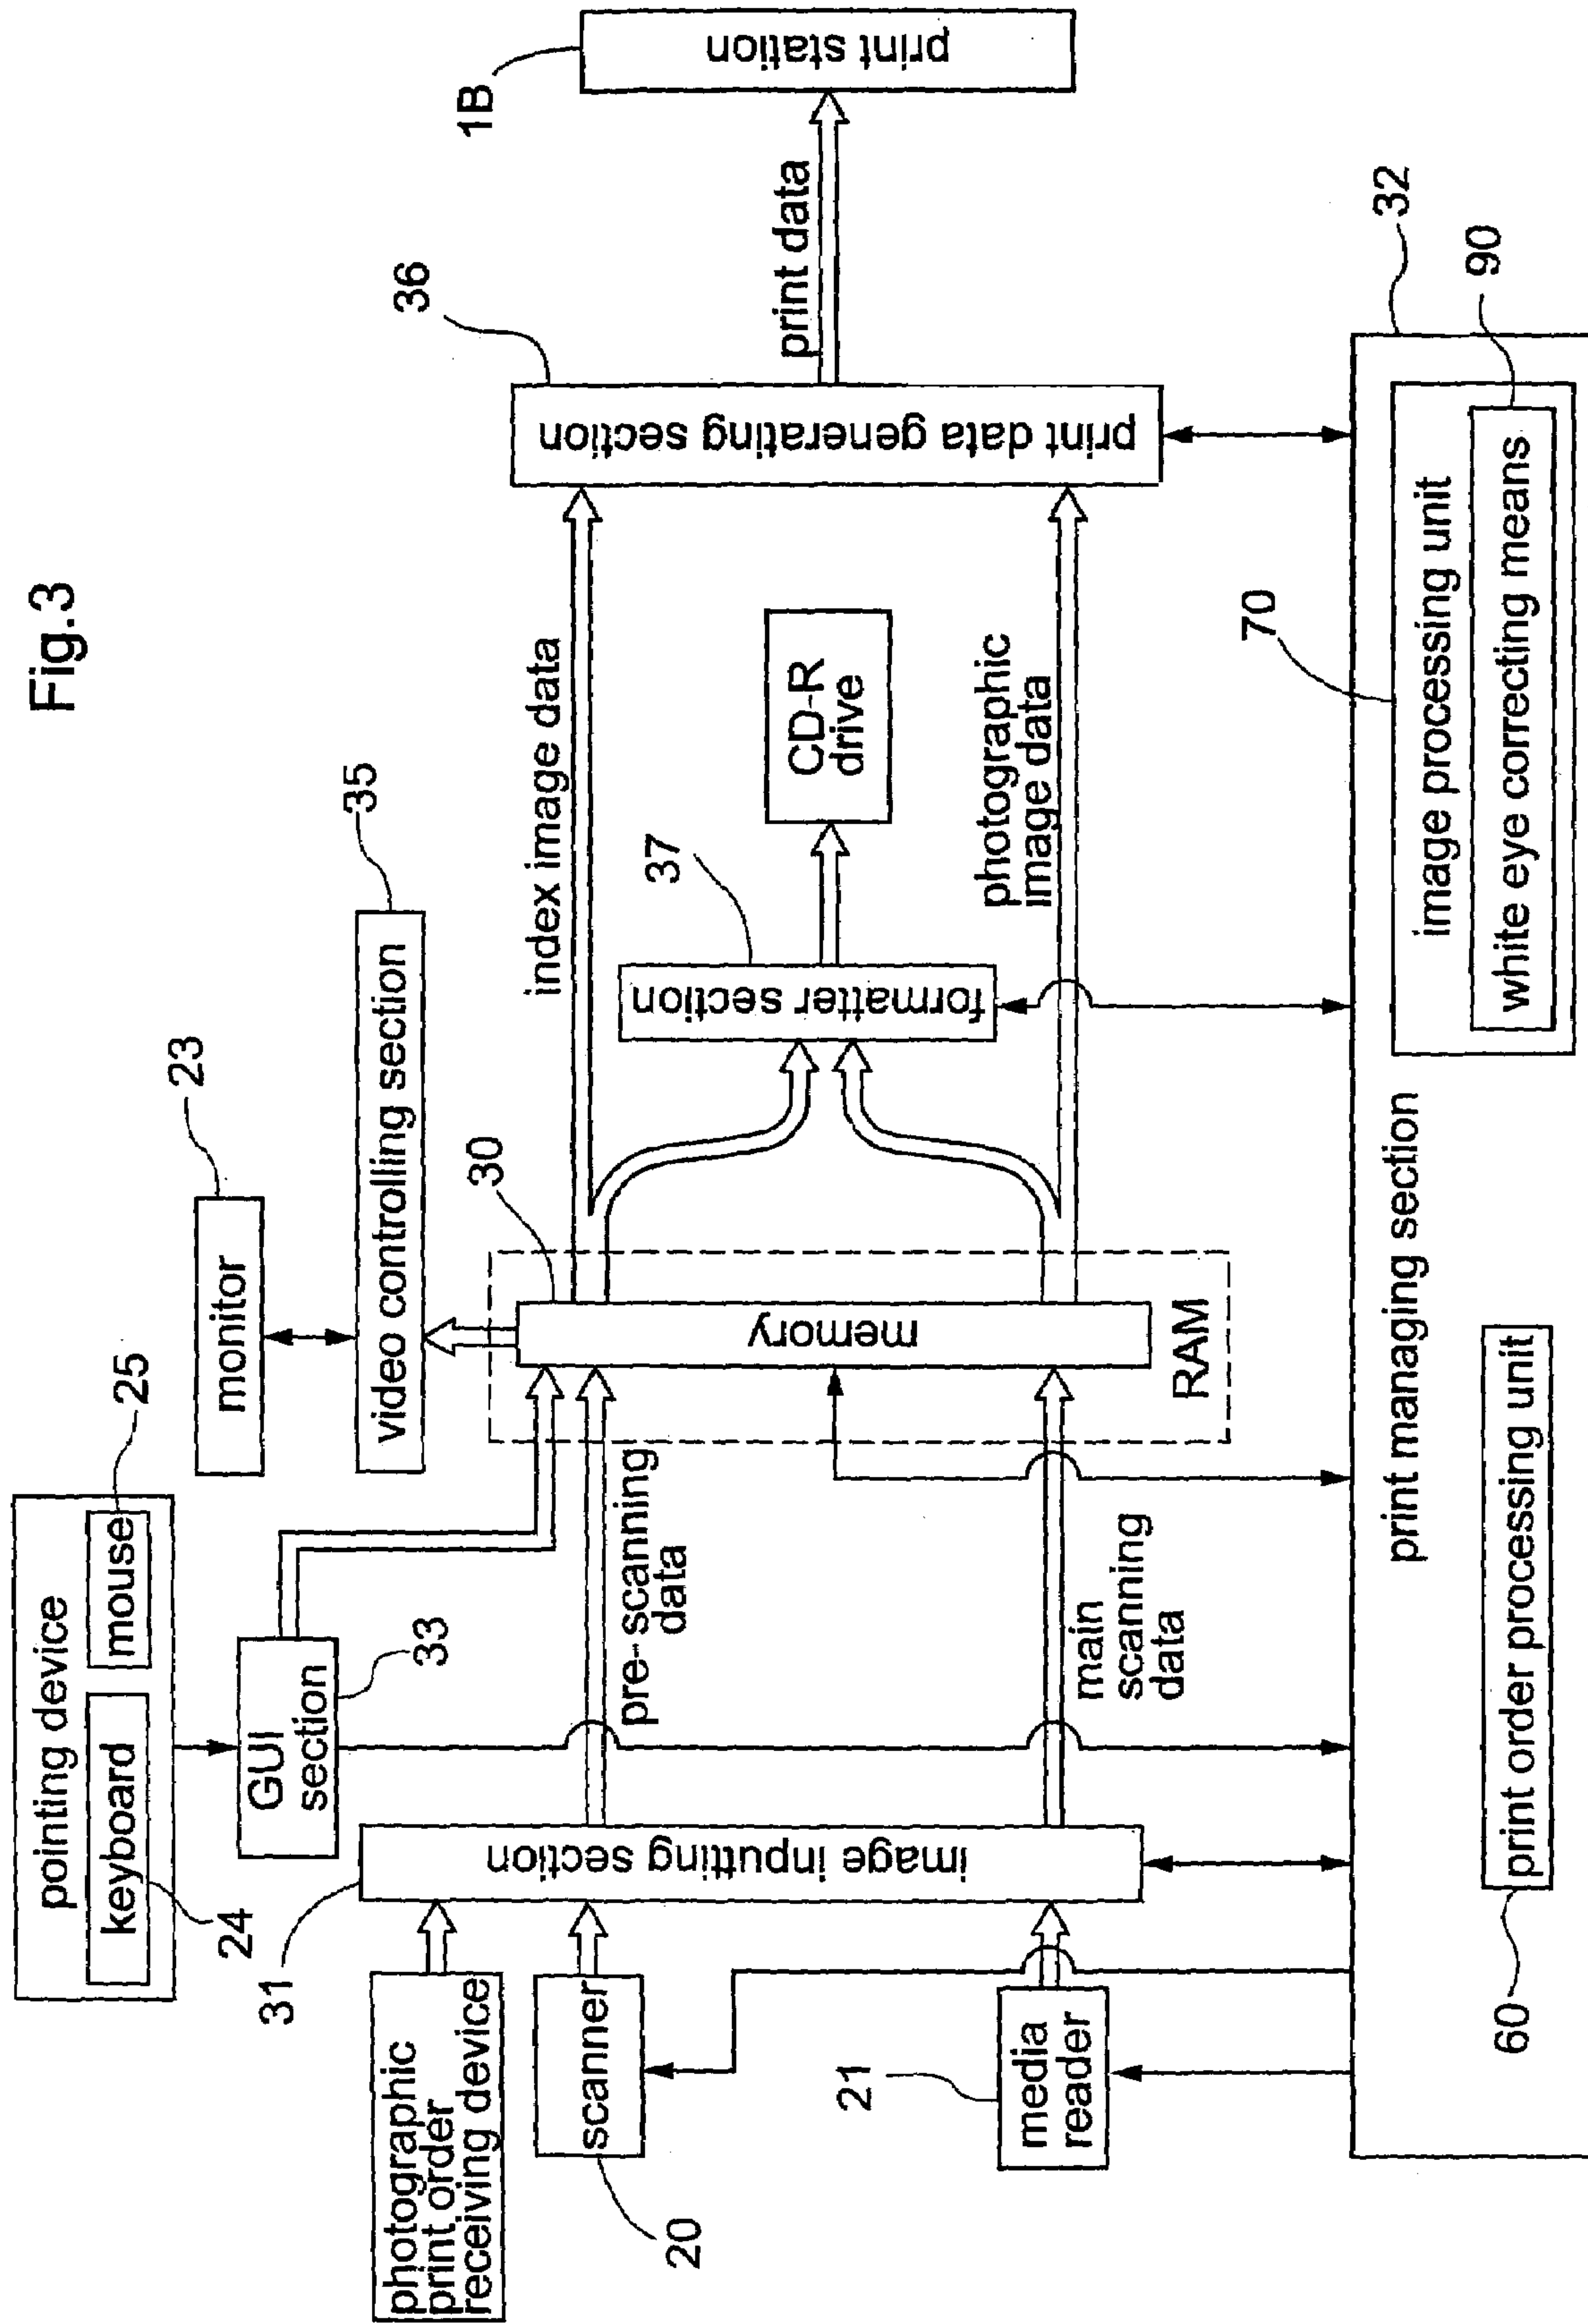 Fig.3
pointing device
keyboard
mouse
24
25
GUI
section
33
monitor
23
video controlling section
35
31
image inputting section
photographic
print order
receiving device
scanner
20
media
reader
21
pre-scanning
data
main
scanning
data
30
memory
RAM
index image data
photographic
image data
37
formatter section
CD-R
drive
36
print data generating section
print data
1B
print station
print managing section
32
60
print order processing unit
70
image processing unit
white eye correcting means
90